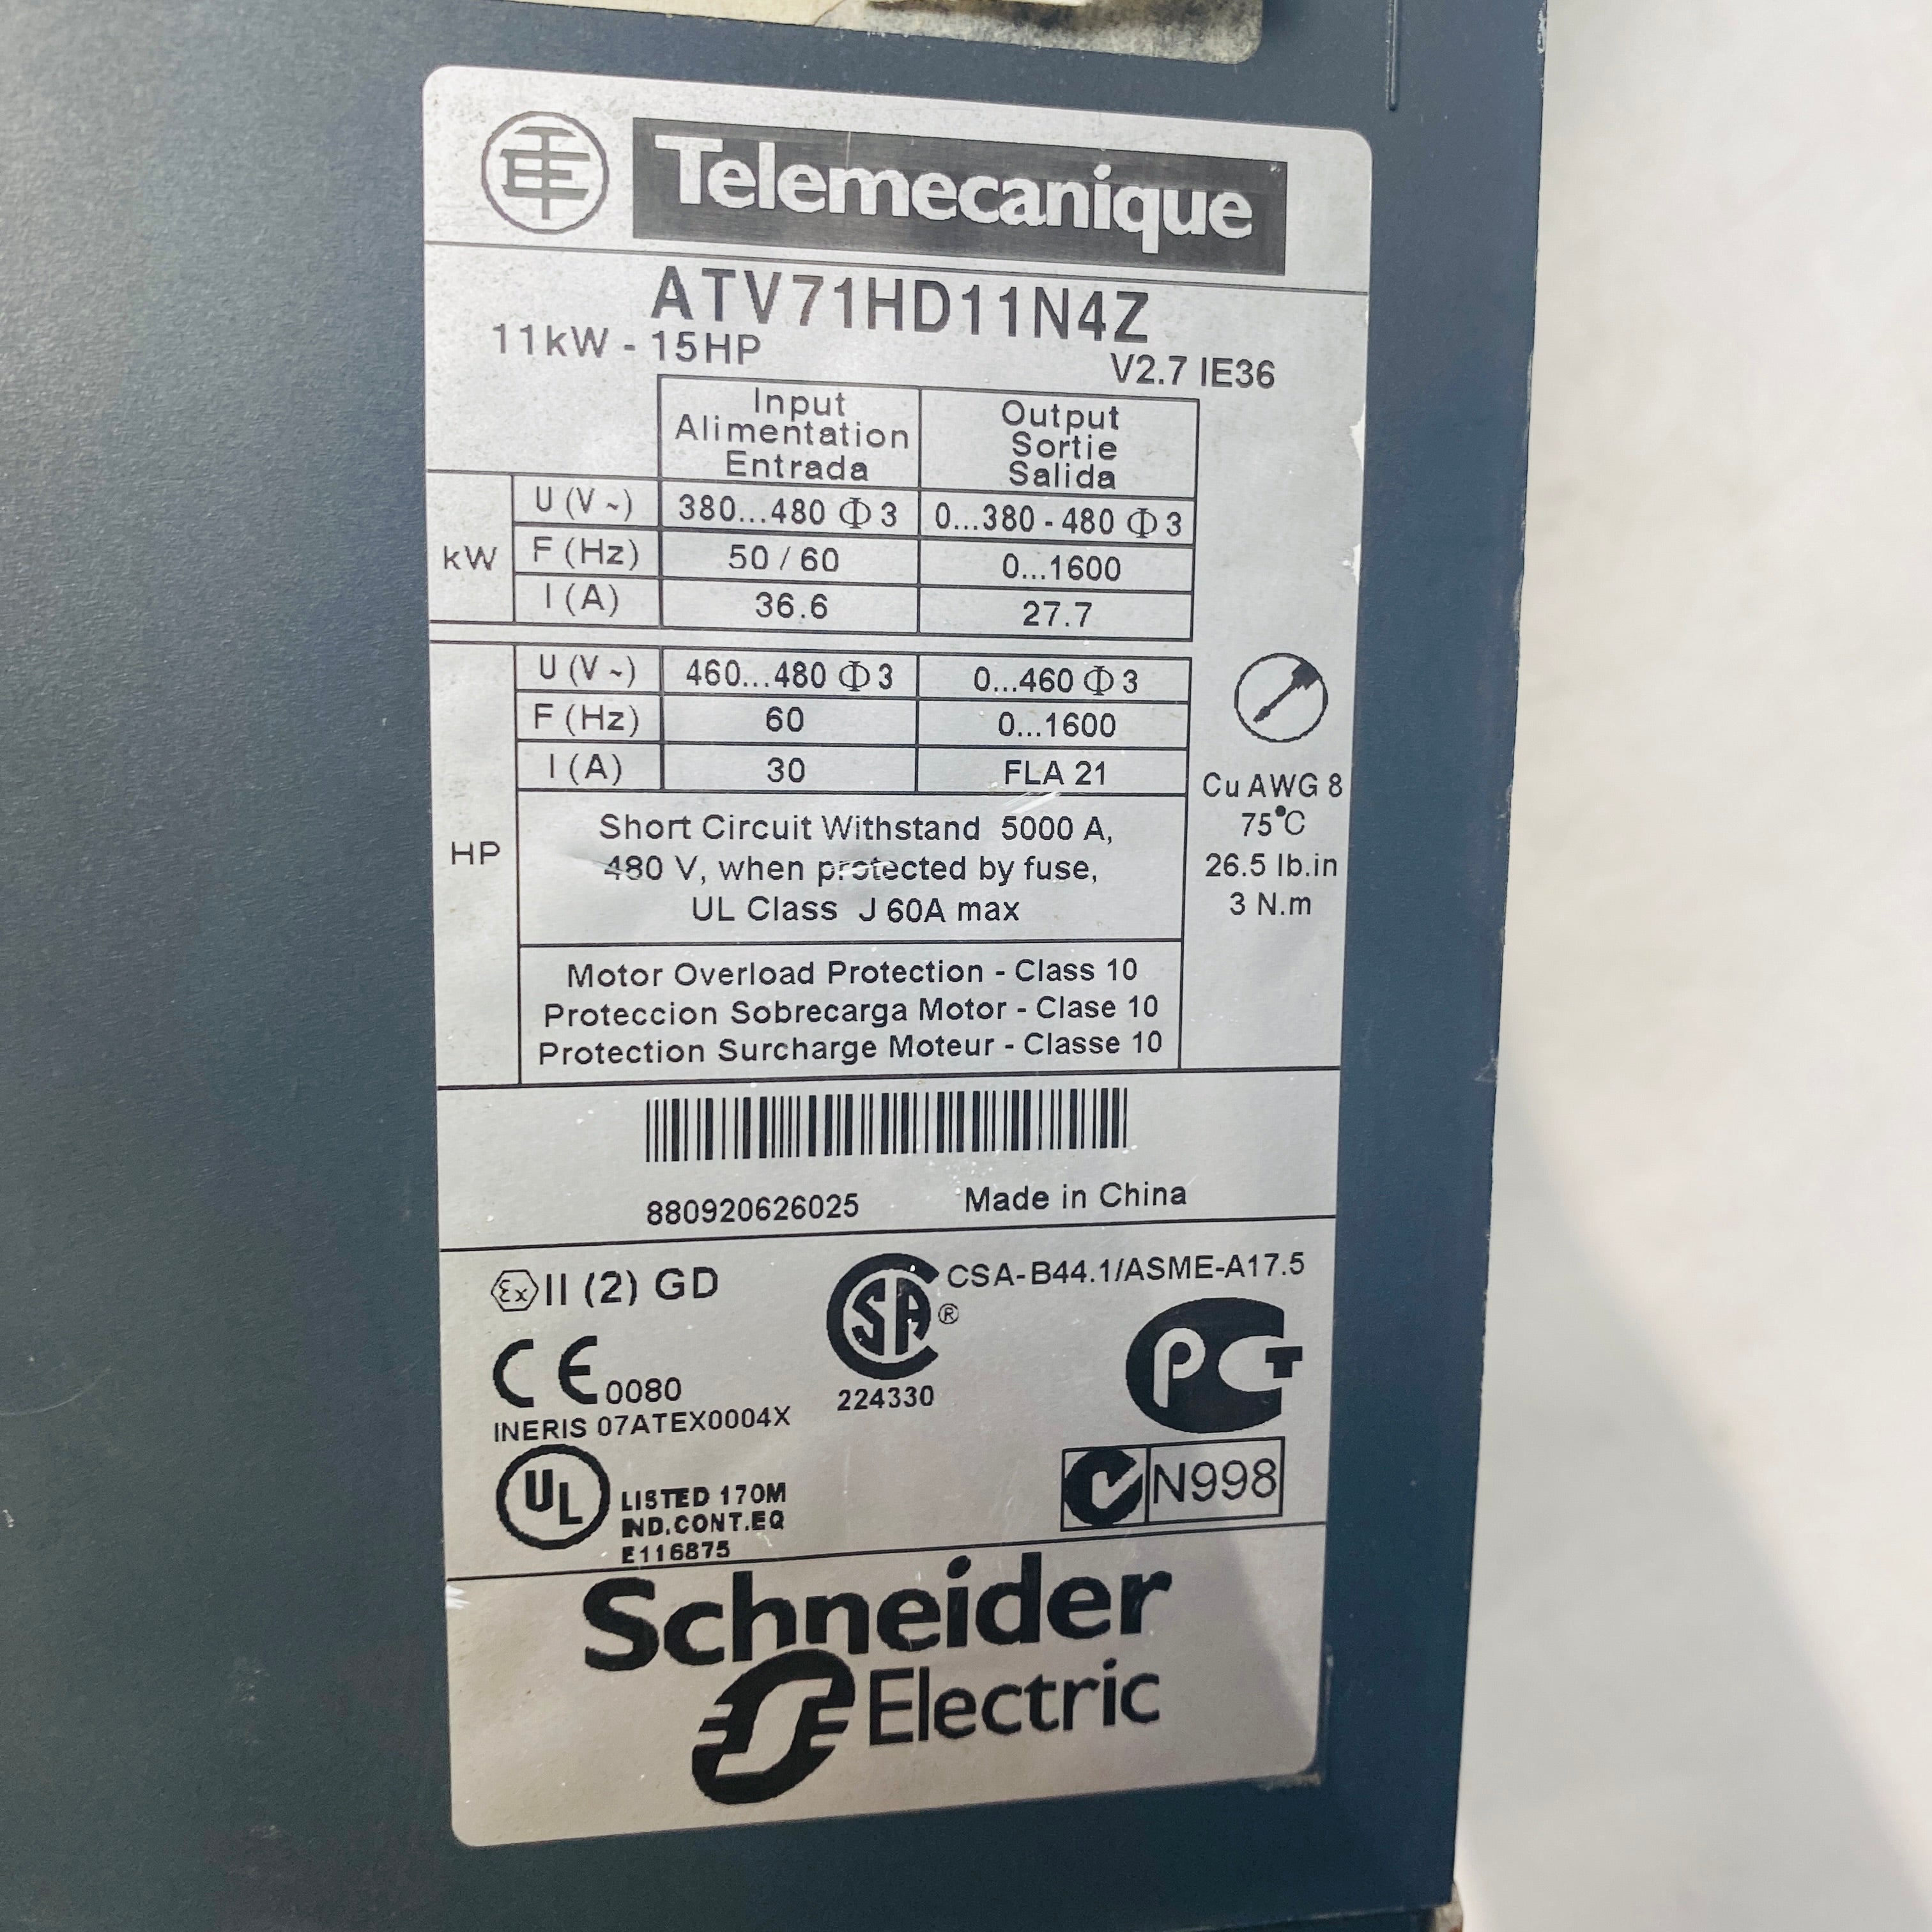 Telemecanique
ATV71HD11N4Z
11kW - 15HP
V2.7 IE36
Input Output
Alimentation Sortie
Entrada Salida
kW
U (V ~) 380...480 Φ 3 0...380 - 480 Φ 3
F (Hz) 50 / 60 0...1600
I (A) 36.6 27.7
HP
U (V ~) 460...480 Φ 3 0...460 Φ 3
F (Hz) 60 0...1600
I (A) 30 FLA 21
Short Circuit Withstand 5000 A,
480 V, when protected by fuse,
UL Class J 60A max
Motor Overload Protection - Class 10
Proteccion Sobrecarga Motor - Clase 10
Protection Surcharge Moteur - Classe 10
Cu AWG 8
75°C
26.5 lb.in
3 N.m
880920626025 Made in China
Ex II (2) GD
CE 0080
INERIS 07ATEX0004X
SA ®
CSA-B44.1/ASME-A17.5
224330
PCT
UL
LISTED 170M
IND.CONT.EQ
E116875
N998
Schneider
Electric